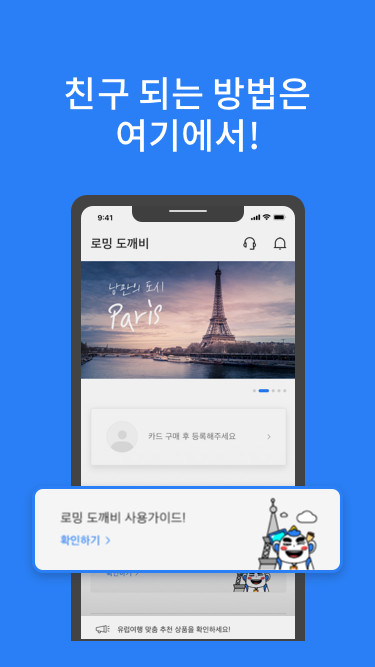 친구 되는 방법은
여기에서!
9:41
로밍 도깨비
낭만의 도시
Paris
카드 구매 후 등록해주세요
로밍 도깨비 사용가이드!
확인하기
유럽여행 맞춤 추천 상품을 확인하세요!